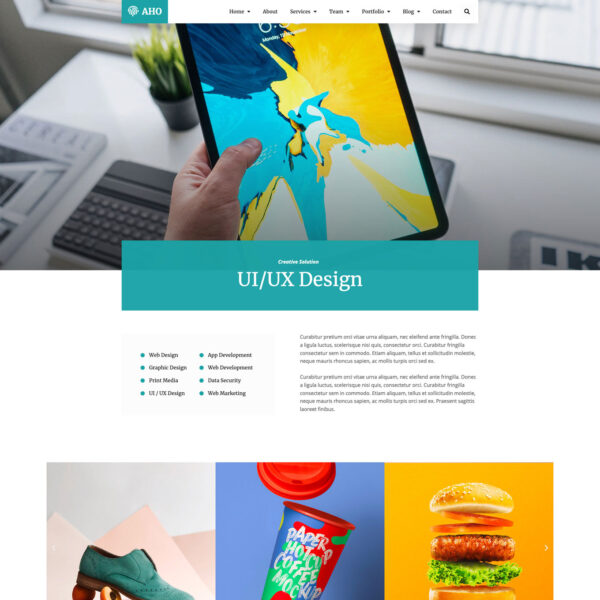 AHO
Home About Services Team Portfolio Blog Contact
Creative Solution
UI/UX Design
Web Design
Graphic Design
Print Media
UI / UX Design
App Development
Web Development
Data Security
Web Marketing
Curabitur pretium orci vitae urna aliquam, nec eleifend ante fringilla. Donec
a ligula luctus, scelerisque nisi quis, consectetur orci. Curabitur fringilla
consectetur sem in commodo. Etiam aliquam, tellus et sollicitudin molestie,
neque mauris rhoncus sapien, ac mollis turpis orci sed ex.
Curabitur pretium orci vitae urna aliquam, nec eleifend ante fringilla. Donec
a ligula luctus, scelerisque nisi quis, consectetur orci. Curabitur fringilla
consectetur sem in commodo. Etiam aliquam, tellus et sollicitudin molestie,
neque mauris rhoncus sapien, ac mollis turpis orci sed ex. Praesent sagittis
laoreet finibus.
PAPER
HOT CUP
COFFEE
MOCKUP